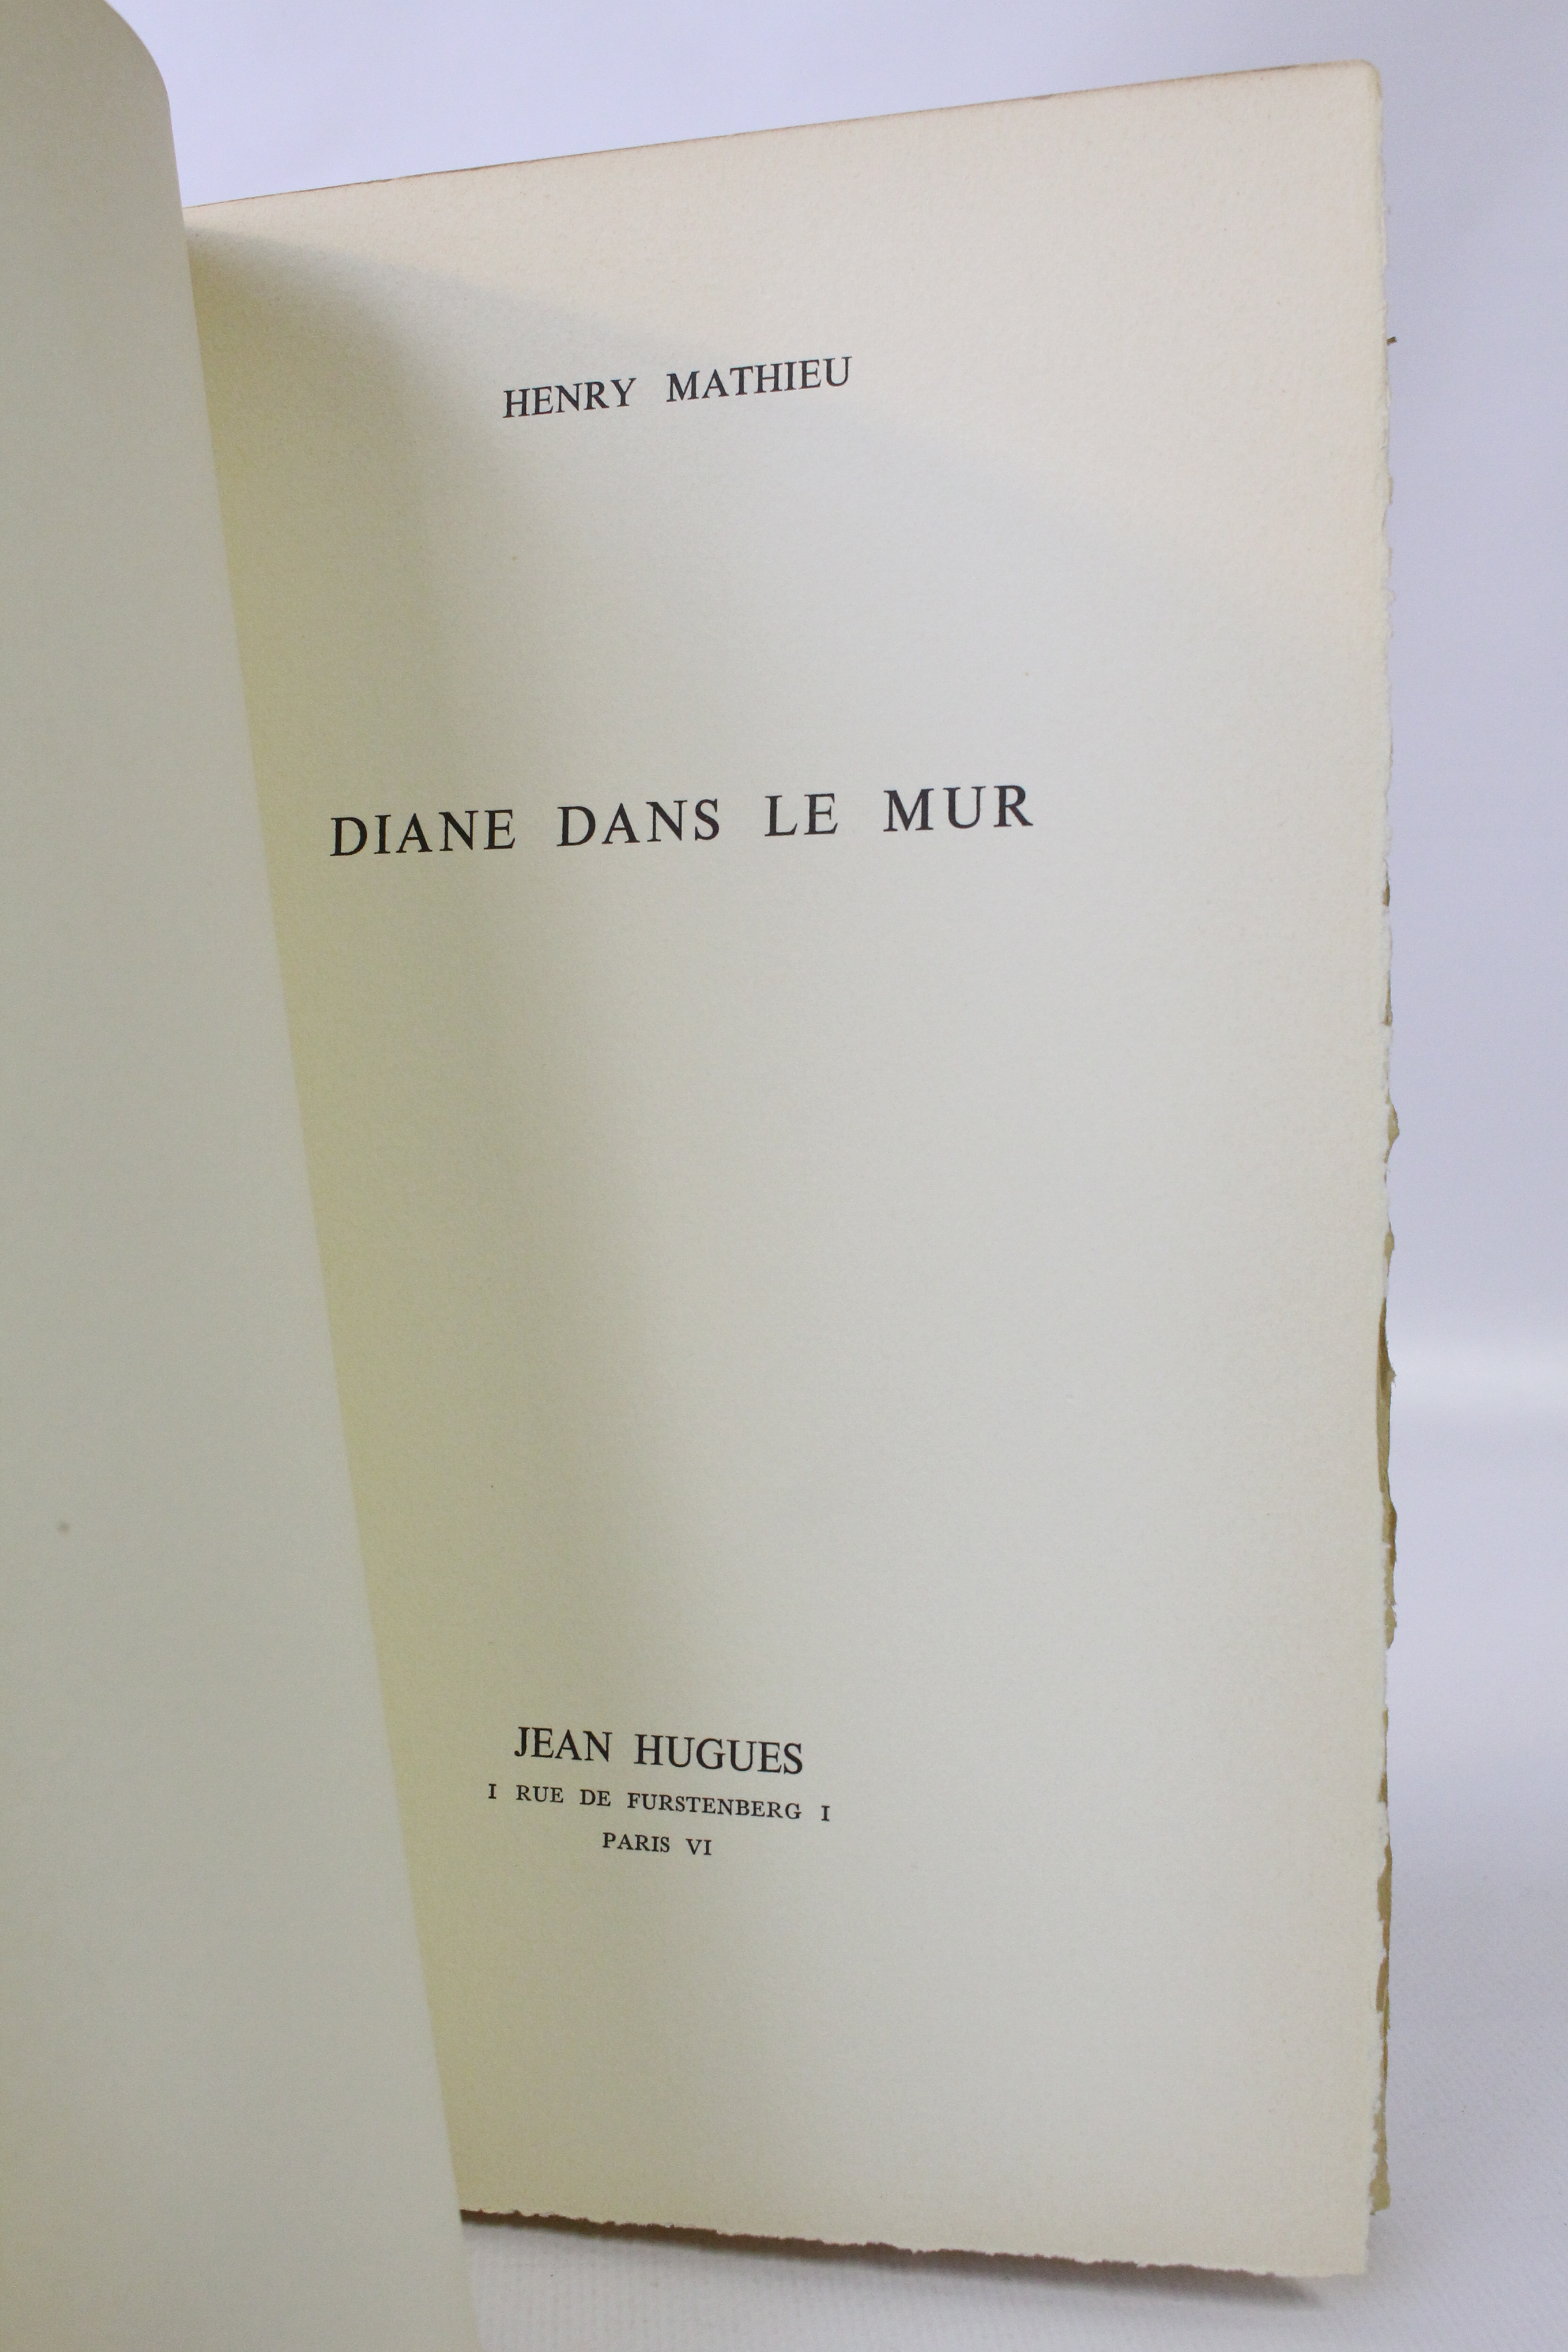 HENRY MATHIEU
DIANE DANS LE MUR
JEAN HUGUES
I RUE DE FURSTENBERG I
PARIS VI